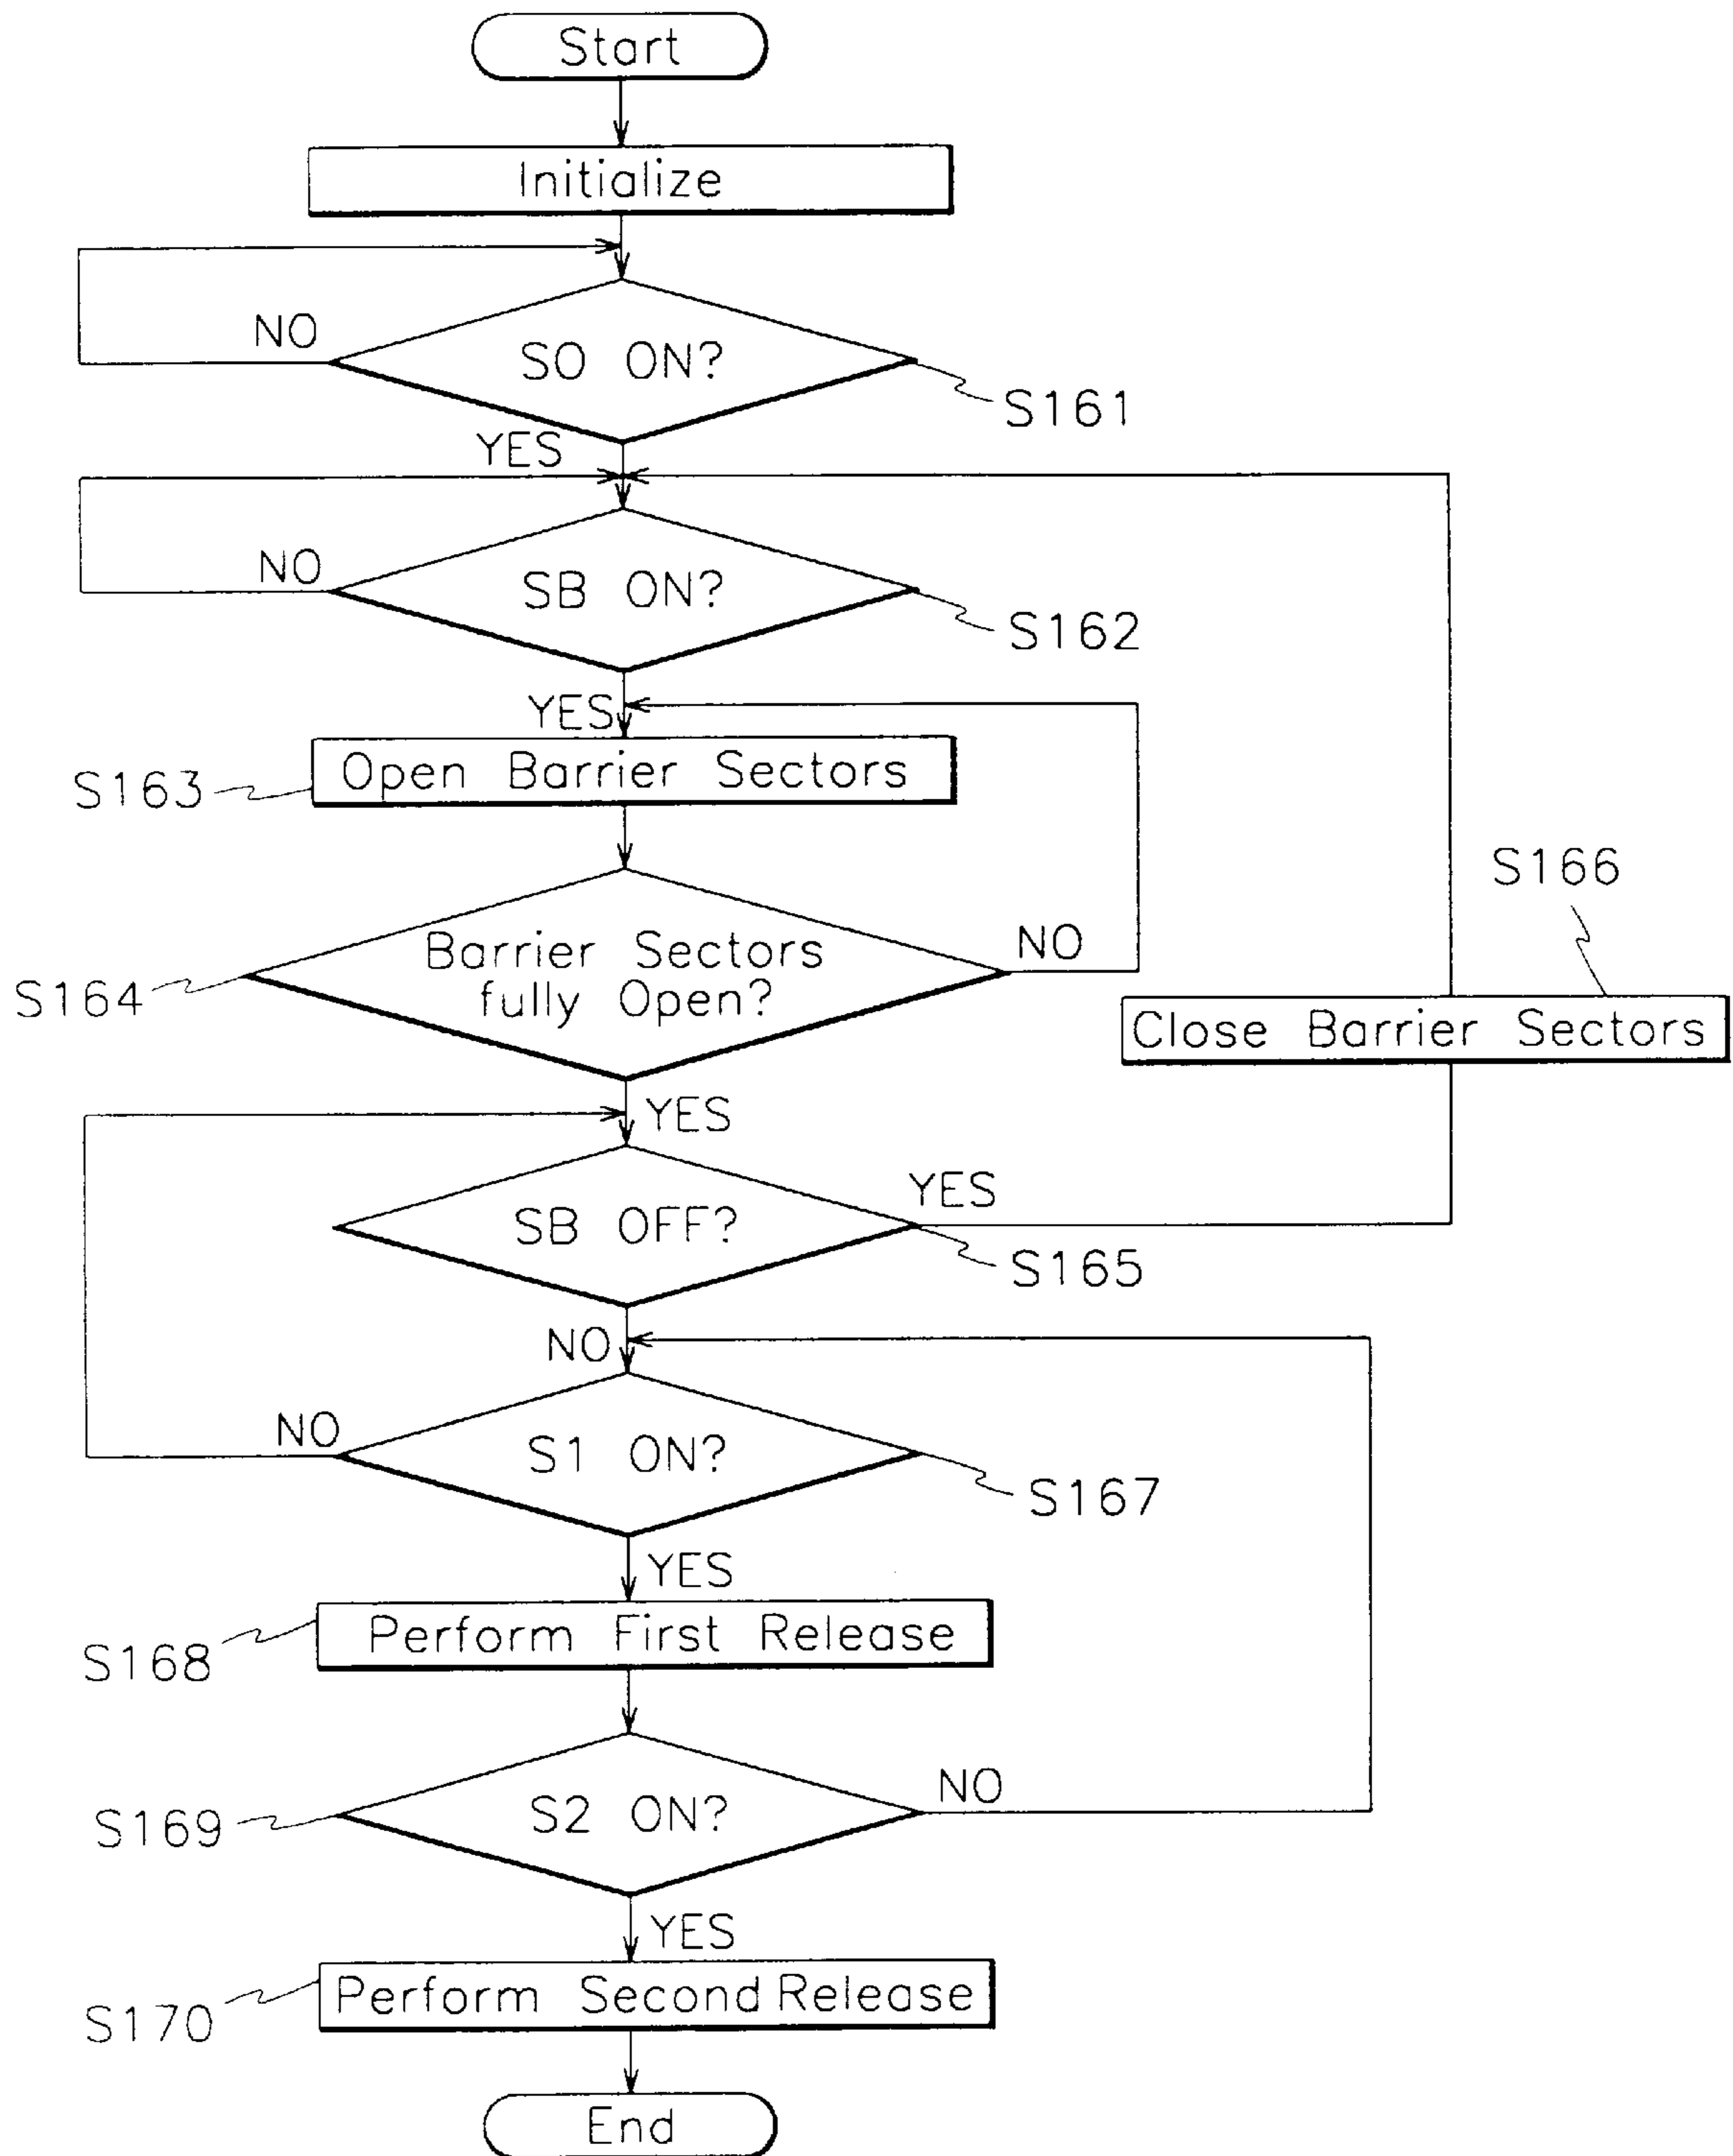 Start
Initialize
NO
SO ON?
S161
YES
NO
SB ON?
S162
YES
S163
Open Barrier Sectors
S166
NO
Barrier Sectors
fully Open?
S164
Close Barrier Sectors
YES
YES
SB OFF?
S165
NO
NO
S1 ON?
S167
YES
Perform First Release
S168
NO
S2 ON?
S169
YES
Perform Second Release
S170
End